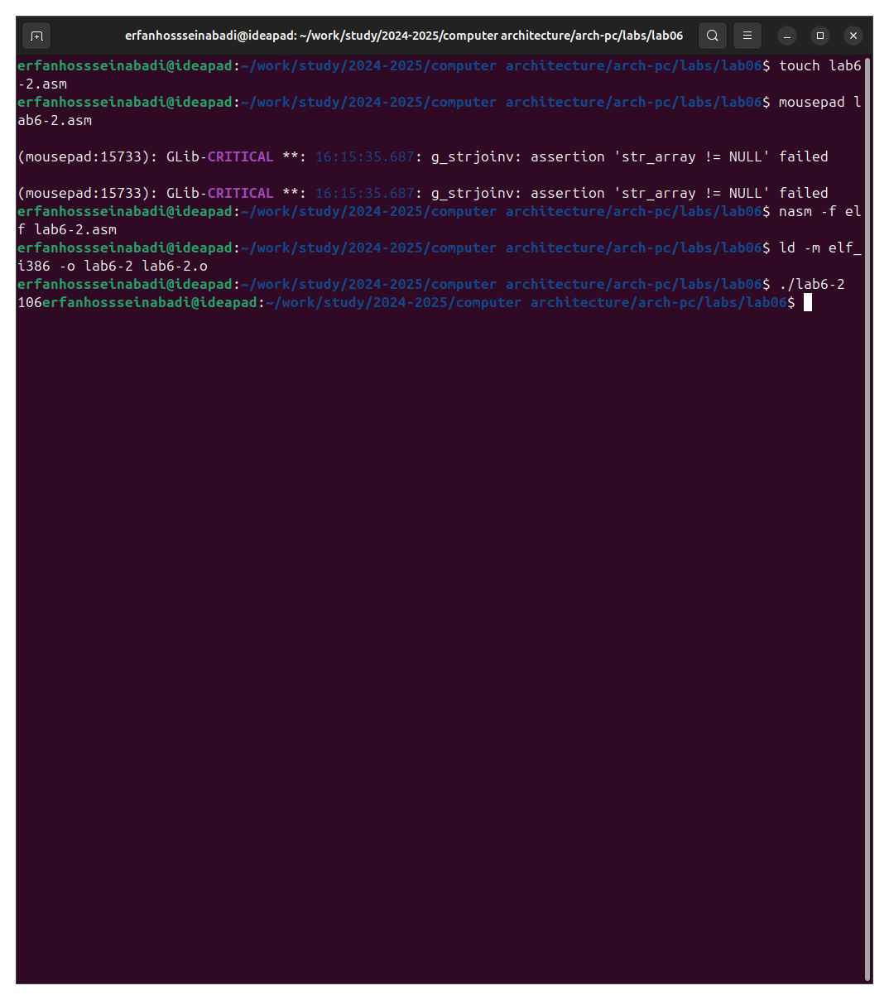 erfanhossseinabadi@ideapad: ~/work/study/2024-2025/computer architecture/arch-pc/labs/lab06
erfanhossseinabadi@ideapad:~/work/study/2024-2025/computer architecture/arch-pc/labs/lab06$ touch lab6
-2.asm
erfanhossseinabadi@ideapad:~/work/study/2024-2025/computer architecture/arch-pc/labs/lab06$ mousepad l
ab6-2.asm
(mousepad:15733): GLib-CRITICAL **: 16:15:35.687: g_strjoinv: assertion 'str_array != NULL' failed
(mousepad:15733): GLib-CRITICAL **: 16:15:35.687: g_strjoinv: assertion 'str_array != NULL' failed
erfanhossseinabadi@ideapad:~/work/study/2024-2025/computer architecture/arch-pc/labs/lab06$ nasm -f el
f lab6-2.asm
erfanhossseinabadi@ideapad:~/work/study/2024-2025/computer architecture/arch-pc/labs/lab06$ ld -m elf_
i386 -o lab6-2 lab6-2.o
erfanhossseinabadi@ideapad:~/work/study/2024-2025/computer architecture/arch-pc/labs/lab06$ ./lab6-2
106erfanhossseinabadi@ideapad:~/work/study/2024-2025/computer architecture/arch-pc/labs/lab06$